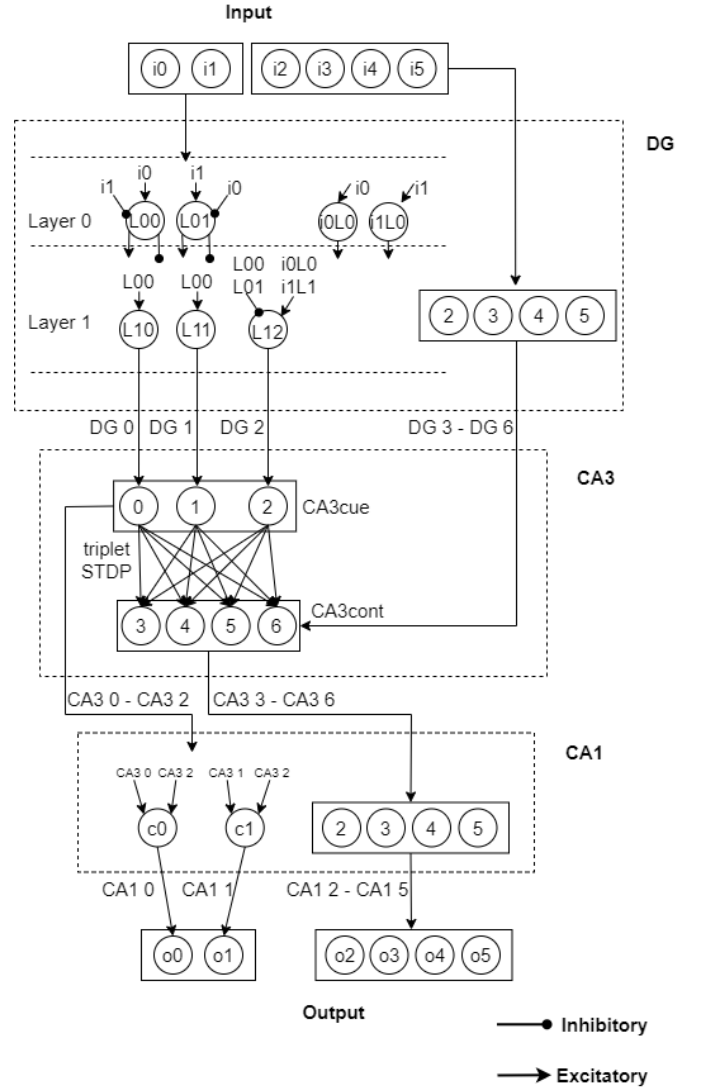 Input
i0 i1 i2 i3 i4 i5
DG
i0 i1
i1 i0 i0 i1
Layer 0 L00 L01 i0L0 i1L0
L00 i0L0
L00 L00 L01 i1L1
Layer 1 L10 L11 L12 2 3 4 5
DG 0 DG 1 DG 2 DG 3 - DG 6
CA3
0 1 2 CA3cue
triplet
STDP
CA3cont
3 4 5 6
CA3 0 - CA3 2 CA3 3 - CA3 6
CA1
CA3 0 CA3 2 CA3 1 CA3 2
c0 c1 2 3 4 5
CA1 0 CA1 1 CA1 2 - CA1 5
o0 o1 o2 o3 o4 o5
Output
Inhibitory
Excitatory